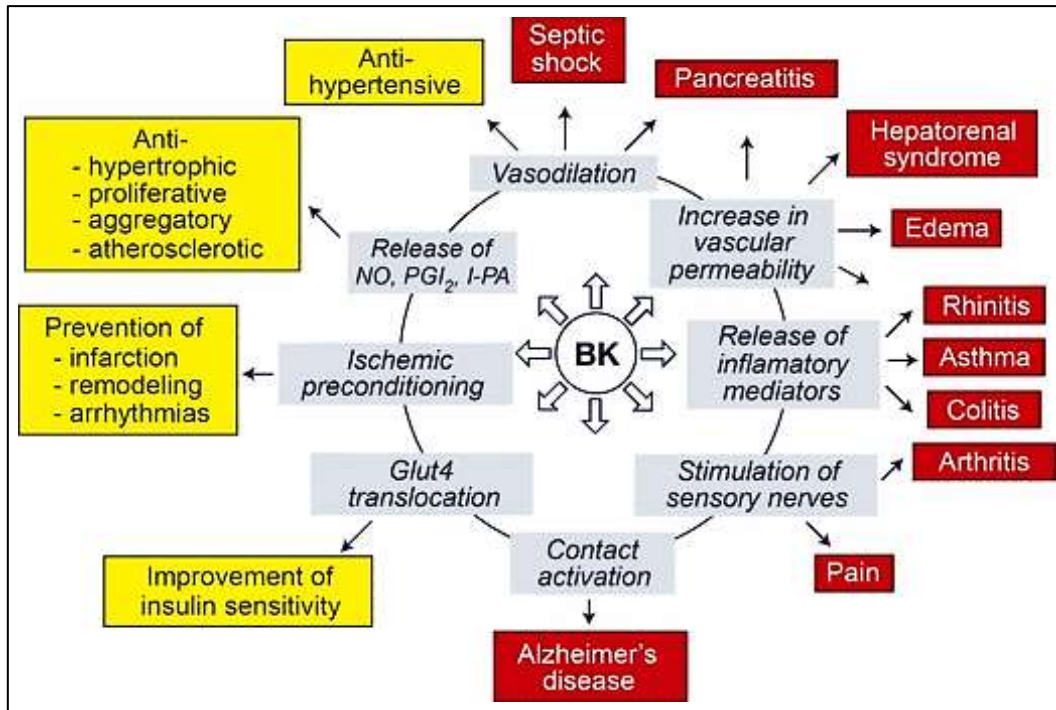 Septic
shock
Anti-
hypertensive
Pancreatitis
Anti-
- hypertrophic
- proliferative
- aggregatory
- atherosclerotic
Hepatorenal
syndrome
Vasodilation
Increase in
vascular
permeability
Edema
Release of
NO, PGI2, I-PA
Rhinitis
Prevention of
- infarction
- remodeling
- arrhythmias
Ischemic
preconditioning
BK
Release of
inflamatory
mediators
Asthma
Colitis
Glut4
translocation
Stimulation of
sensory nerves
Arthritis
Contact
activation
Improvement of
insulin sensitivity
Pain
Alzheimer's
disease